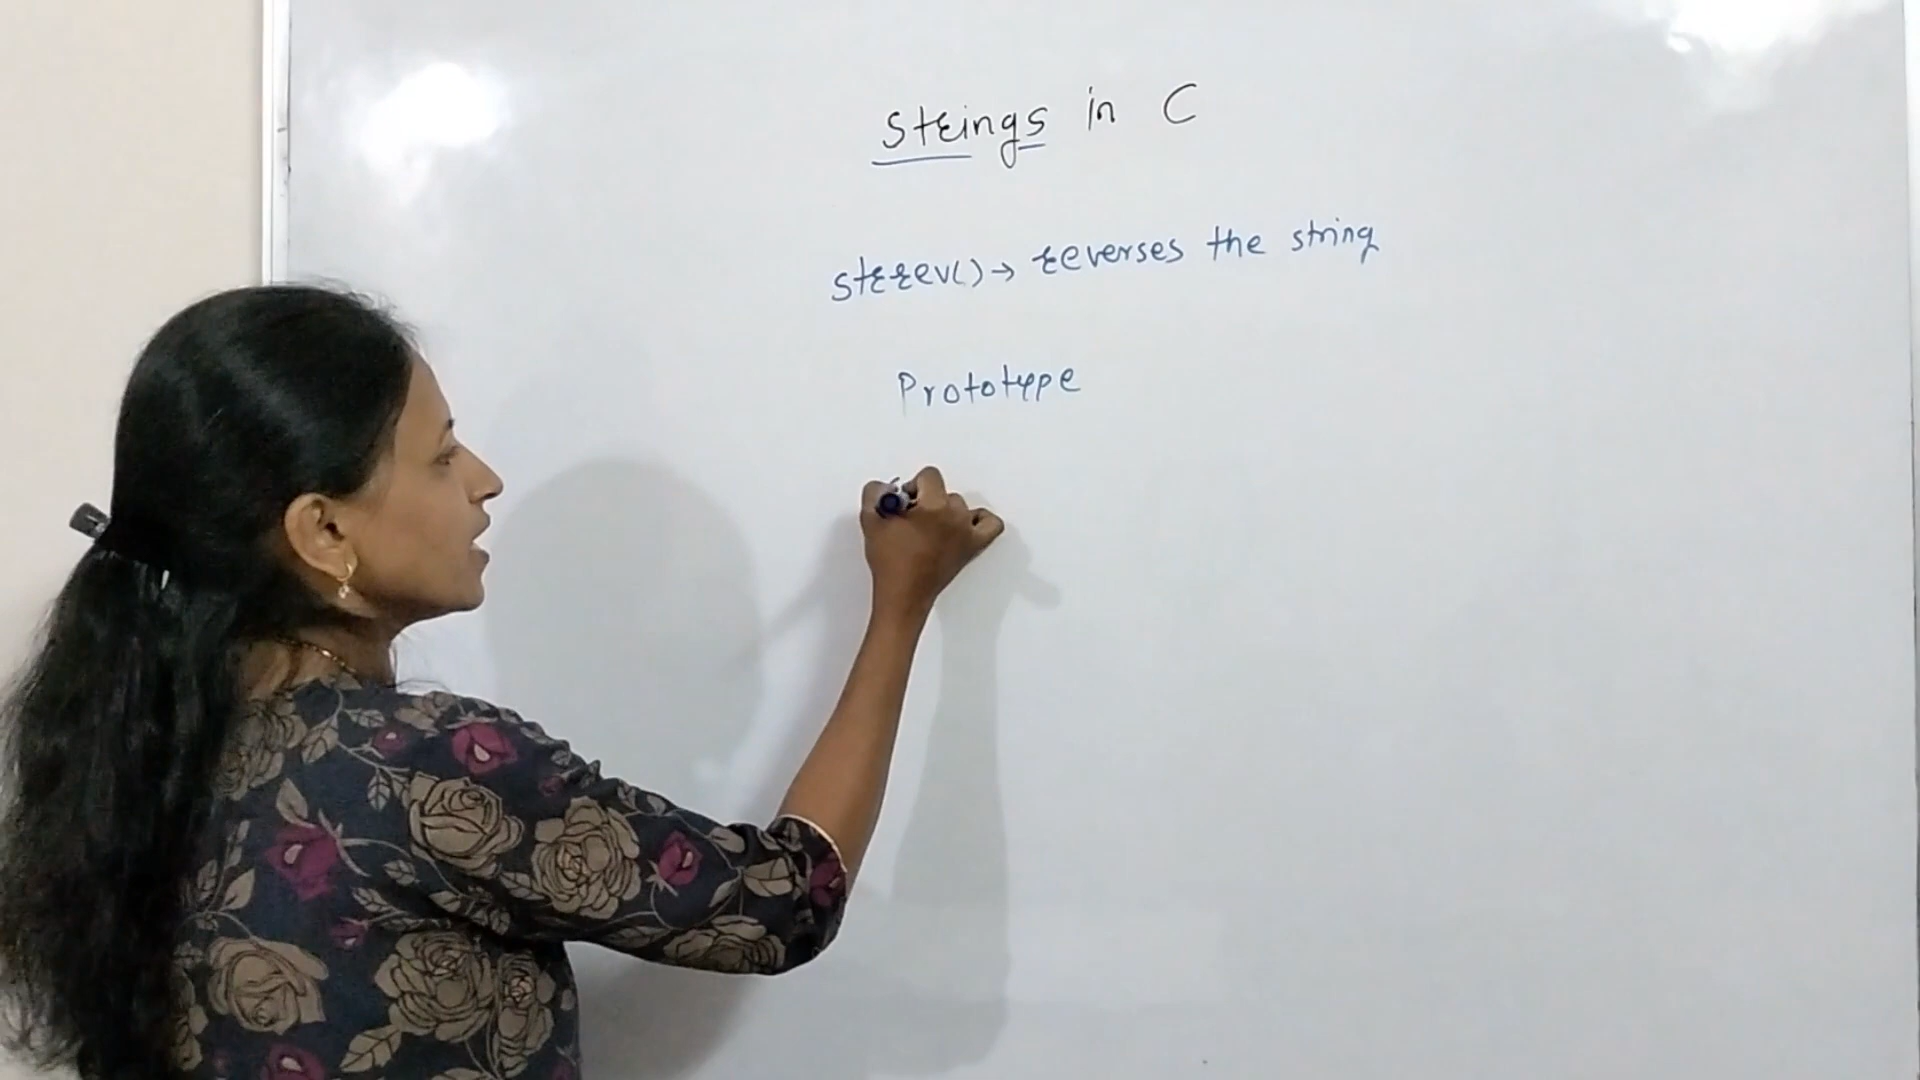 Strings in C
strrev() → reverses the string
Prototype